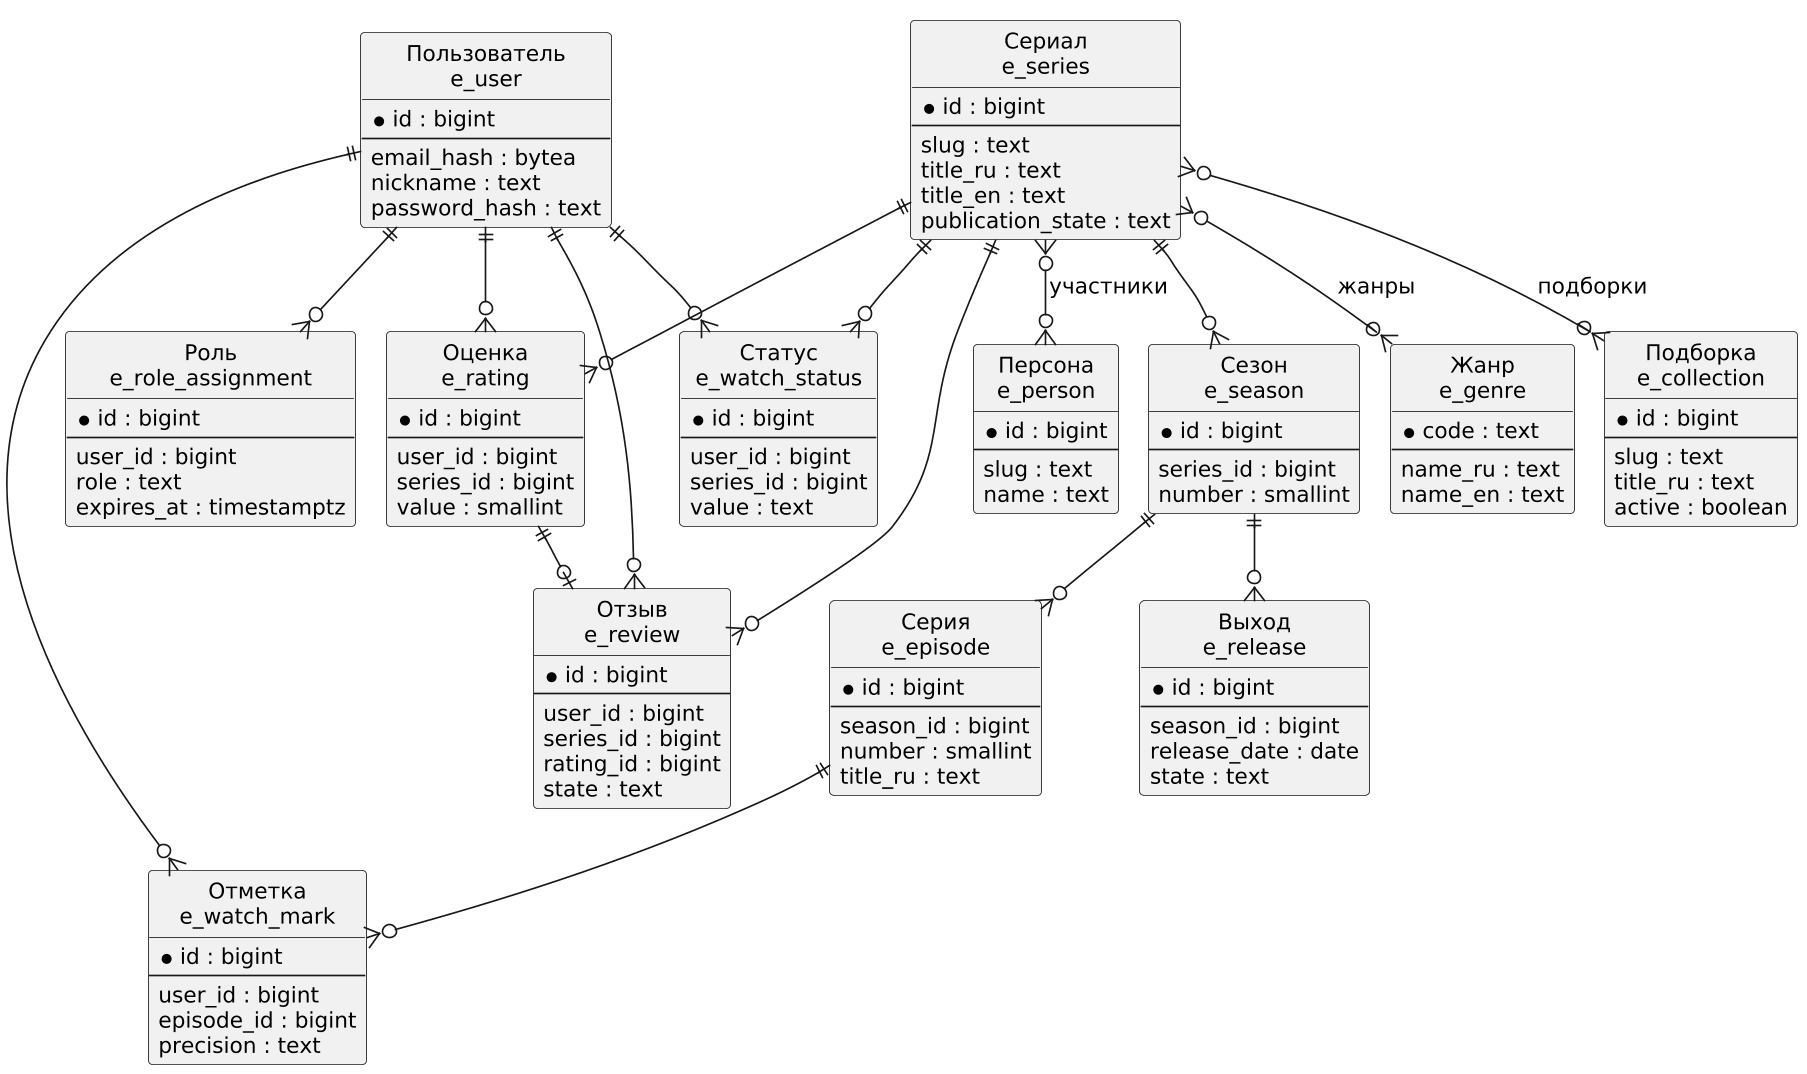 Пользователь
e_user
id : bigint
email_hash : bytea
nickname : text
password_hash : text
Сериал
e_series
id : bigint
slug : text
title_ru : text
title_en : text
publication_state : text
участники
жанры
подборки
Роль
e_role_assignment
id : bigint
user_id : bigint
role : text
expires_at : timestamptz
Оценка
e_rating
id : bigint
user_id : bigint
series_id : bigint
value : smallint
Статус
e_watch_status
id : bigint
user_id : bigint
series_id : bigint
value : text
Персона
e_person
id : bigint
slug : text
name : text
Сезон
e_season
id : bigint
series_id : bigint
number : smallint
Жанр
e_genre
code : text
name_ru : text
name_en : text
Подборка
e_collection
id : bigint
slug : text
title_ru : text
active : boolean
Отзыв
e_review
id : bigint
user_id : bigint
series_id : bigint
rating_id : bigint
state : text
Серия
e_episode
id : bigint
season_id : bigint
number : smallint
title_ru : text
Выход
e_release
id : bigint
season_id : bigint
release_date : date
state : text
Отметка
e_watch_mark
id : bigint
user_id : bigint
episode_id : bigint
precision : text